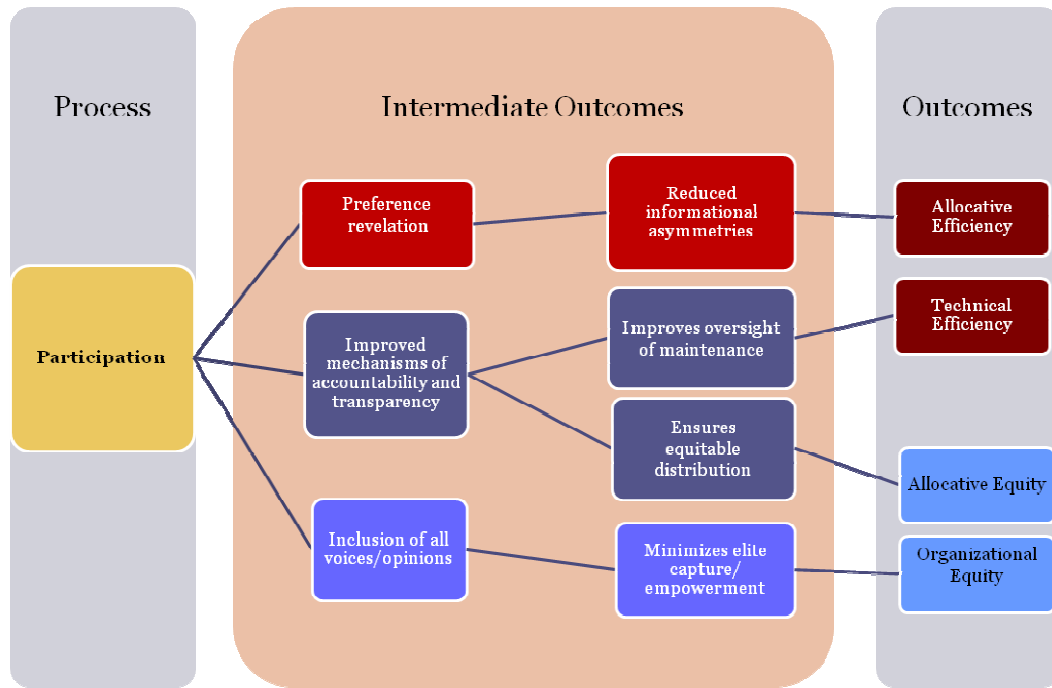 Process
Intermediate Outcomes
Outcomes
Participation
Preference
revelation
Reduced
informational
asymmetries
Allocative
Efficiency
Improved
mechanisms of
accountability and
transparency
Improves oversight
of maintenance
Technical
Efficiency
Ensures
equitable
distribution
Allocative Equity
Inclusion of all
voices/opinions
Minimizes elite
capture/
empowerment
Organizational
Equity